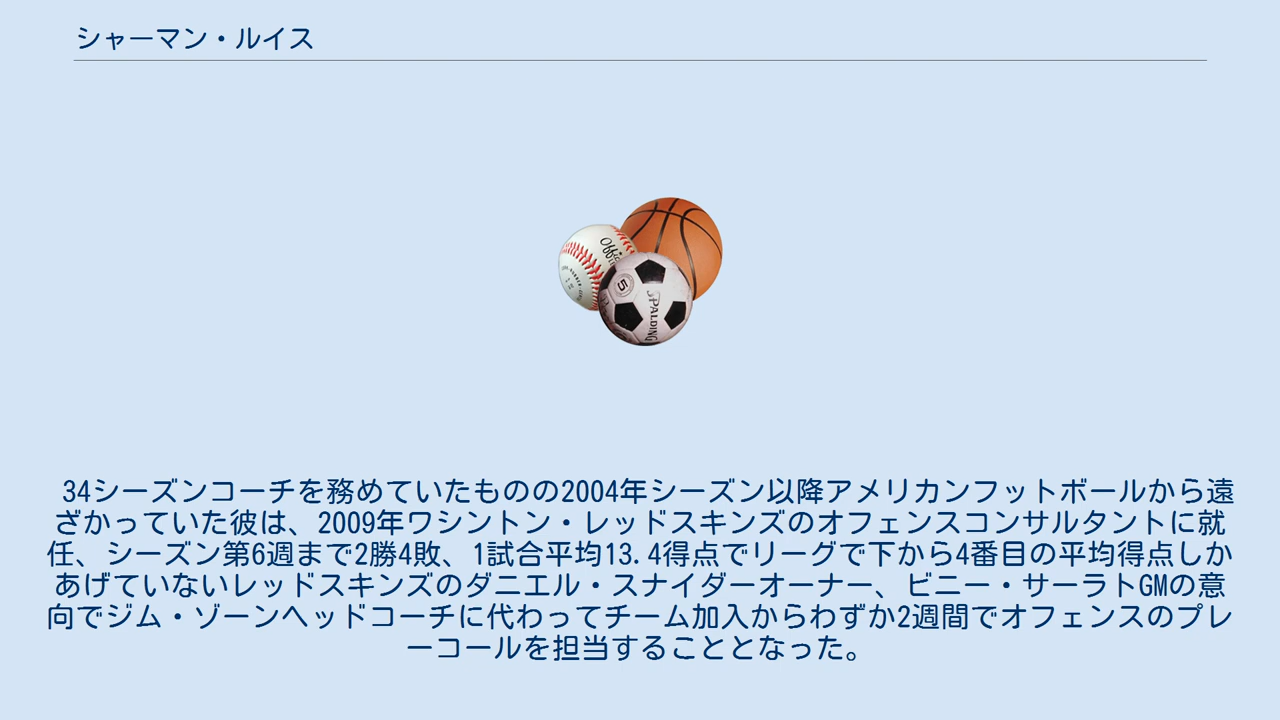 シャーマン・ルイス
Offi
5
SPALDING
34シーズンコーチを務めていたものの2004年シーズン以降アメリカンフットボールから遠
ざかっていた彼は、2009年ワシントン・レッドスキンズのオフェンスコンサルタントに就
任、シーズン第6週まで2勝4敗、1試合平均13.4得点でリーグで下から4番目の平均得点しか
あげていないレッドスキンズのダニエル・スナイダーオーナー、ビニー・サーラトGMの意
向でジム・ゾーンヘッドコーチに代わってチーム加入からわずか2週間でオフェンスのプレ
ーコールを担当することとなった。